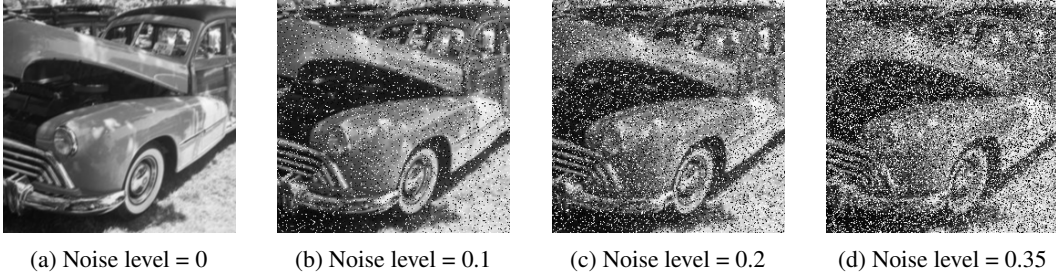 (a) Noise level = 0
(b) Noise level = 0.1
(c) Noise level = 0.2
(d) Noise level = 0.35